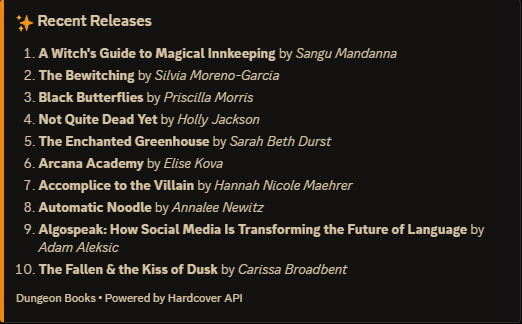 ✨ Recent Releases
1. A Witch's Guide to Magical Innkeeping by Sangu Mandanna
2. The Bewitching by Silvia Moreno-Garcia
3. Black Butterflies by Priscilla Morris
4. Not Quite Dead Yet by Holly Jackson
5. The Enchanted Greenhouse by Sarah Beth Durst
6. Arcana Academy by Elise Kova
7. Accomplice to the Villain by Hannah Nicole Maehrer
8. Automatic Noodle by Annalee Newitz
9. Algospeak: How Social Media Is Transforming the Future of Language by
Adam Aleksic
10. The Fallen & the Kiss of Dusk by Carissa Broadbent
Dungeon Books • Powered by Hardcover API